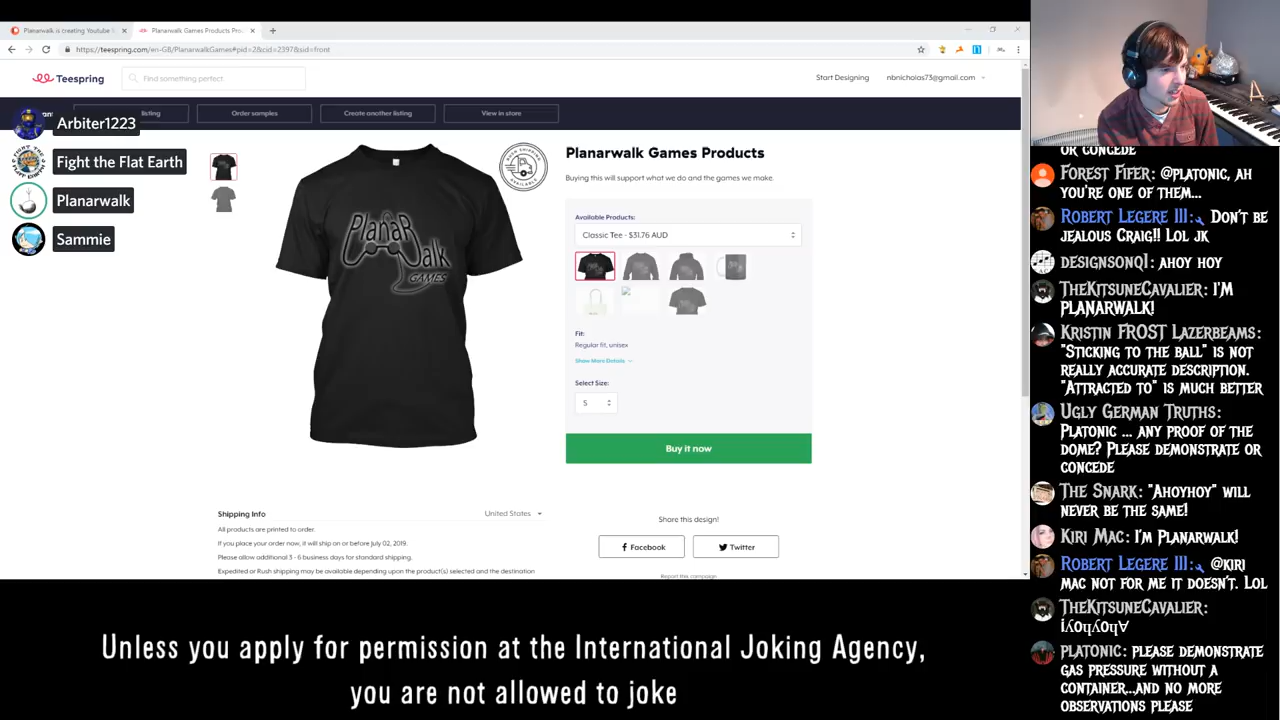 Planarwalk is creating Youtube
Planarwalk Games Products
https://teespring.com/en-GB/PlanarwalkGames#pid=2&cid=2397&sid=front
Teespring
Find something perfect
Start Designing
nbnicholas73@gmail.com
listing
Order samples
Create another listing
View in store
Arbiter1223
Fight the Flat Earth
Planarwalk
Sammie
PlanaR
Walk
GAMES
RUSH SHIPPING
AVAILABLE
Planarwalk Games Products
Buying this will support what we do and the games we make.
Available Products:
Classic Tee - $31.76 AUD
Fit:
Regular fit, unisex
Show More Details
Select Size:
S
Buy it now
Shipping Info
United States
All products are printed to order.
If you place your order now, it will ship on or before July 02, 2019.
Please allow additional 3 - 6 business days for standard shipping.
Expedited or Rush shipping may be available depending upon the product(s) selected and the destination
Share this design!
Facebook
Twitter
Report this campaign
OR CONCEDE
FOREST FIFER: @PLATONIC, AH
YOU'RE ONE OF THEM...
ROBERT LEGERE III: DON'T BE
JEALOUS CRAIG!! LOL JK
DESIGNSONQ1: AHOY HOY
THEKITSUNECAVALIER: I'M
PLANARWALK!
KRISTIN FROST LAZERBEAMS:
"STICKING TO THE BALL" IS NOT
REALLY ACCURATE DESCRIPTION.
"ATTRACTED TO" IS MUCH BETTER
UGLY GERMAN TRUTHS:
PLATONIC ... ANY PROOF OF THE
DOME? PLEASE DEMONSTRATE OR
CONCEDE
THE SNARK: "AHOYHOY" WILL
NEVER BE THE SAME!
KIRI MAC: I'M PLANARWALK!
ROBERT LEGERE III: @KIRI
MAC NOT FOR ME IT DOESN'T. LOL
THEKITSUNECAVALIER:
¡ʎoɥʎoɥ∀
PLATONIC: PLEASE DEMONSTRATE
GAS PRESSURE WITHOUT A
CONTAINER...AND NO MORE
OBSERVATIONS PLEASE
Unless you apply for permission at the International Joking Agency,
you are not allowed to joke